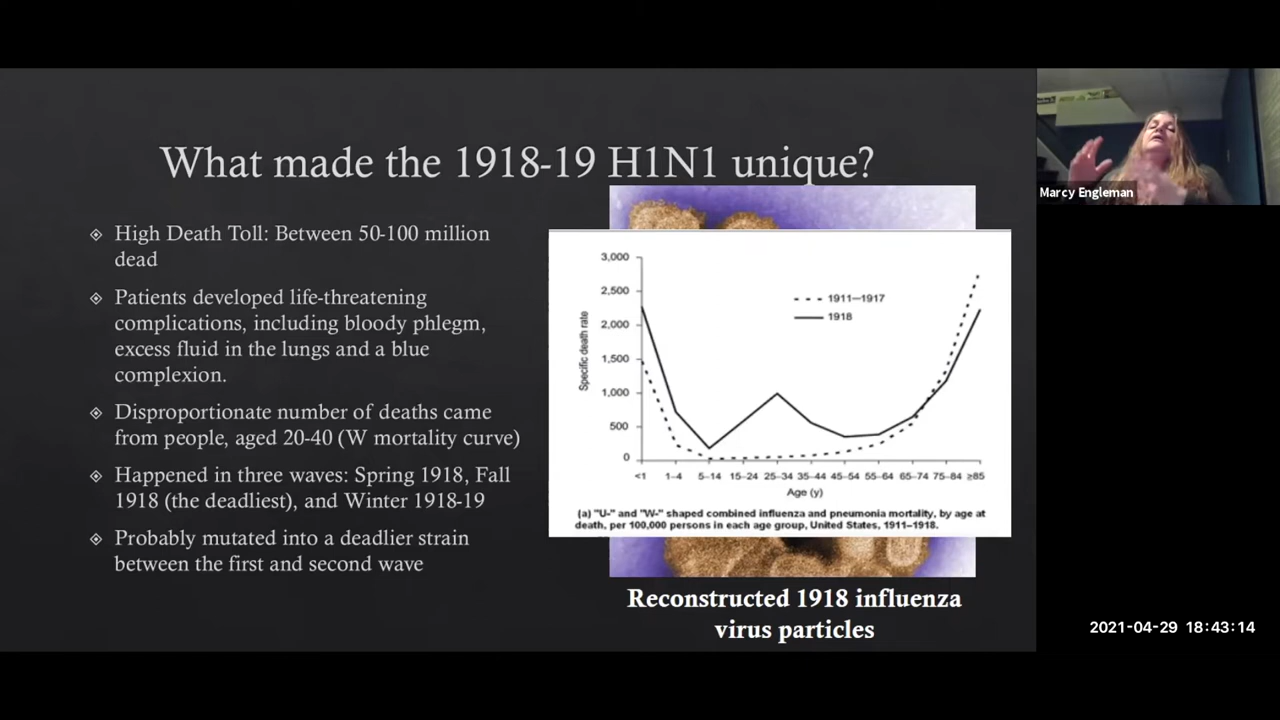 What made the 1918-19 H1N1 unique?
◈ High Death Toll: Between 50-100 million
dead
◈ Patients developed life-threatening
complications, including bloody phlegm,
excess fluid in the lungs and a blue
complexion.
◈ Disproportionate number of deaths came
from people, aged 20-40 (W mortality curve)
◈ Happened in three waves: Spring 1918, Fall
1918 (the deadliest), and Winter 1918-19
◈ Probably mutated into a deadlier strain
between the first and second wave
3,000
2,500
2,000
1,500
1,000
500
0
Specific death rate
1911–1917
1918
<1 1–4 5–14 15–24 25–34 35–44 45–54 55–64 65–74 75–84 ≥85
Age (y)
(a) "U-" and "W-" shaped combined influenza and pneumonia mortality, by age at
death, per 100,000 persons in each age group, United States, 1911–1918.
Reconstructed 1918 influenza
virus particles
Marcy Engleman
2021-04-29 18:43:14